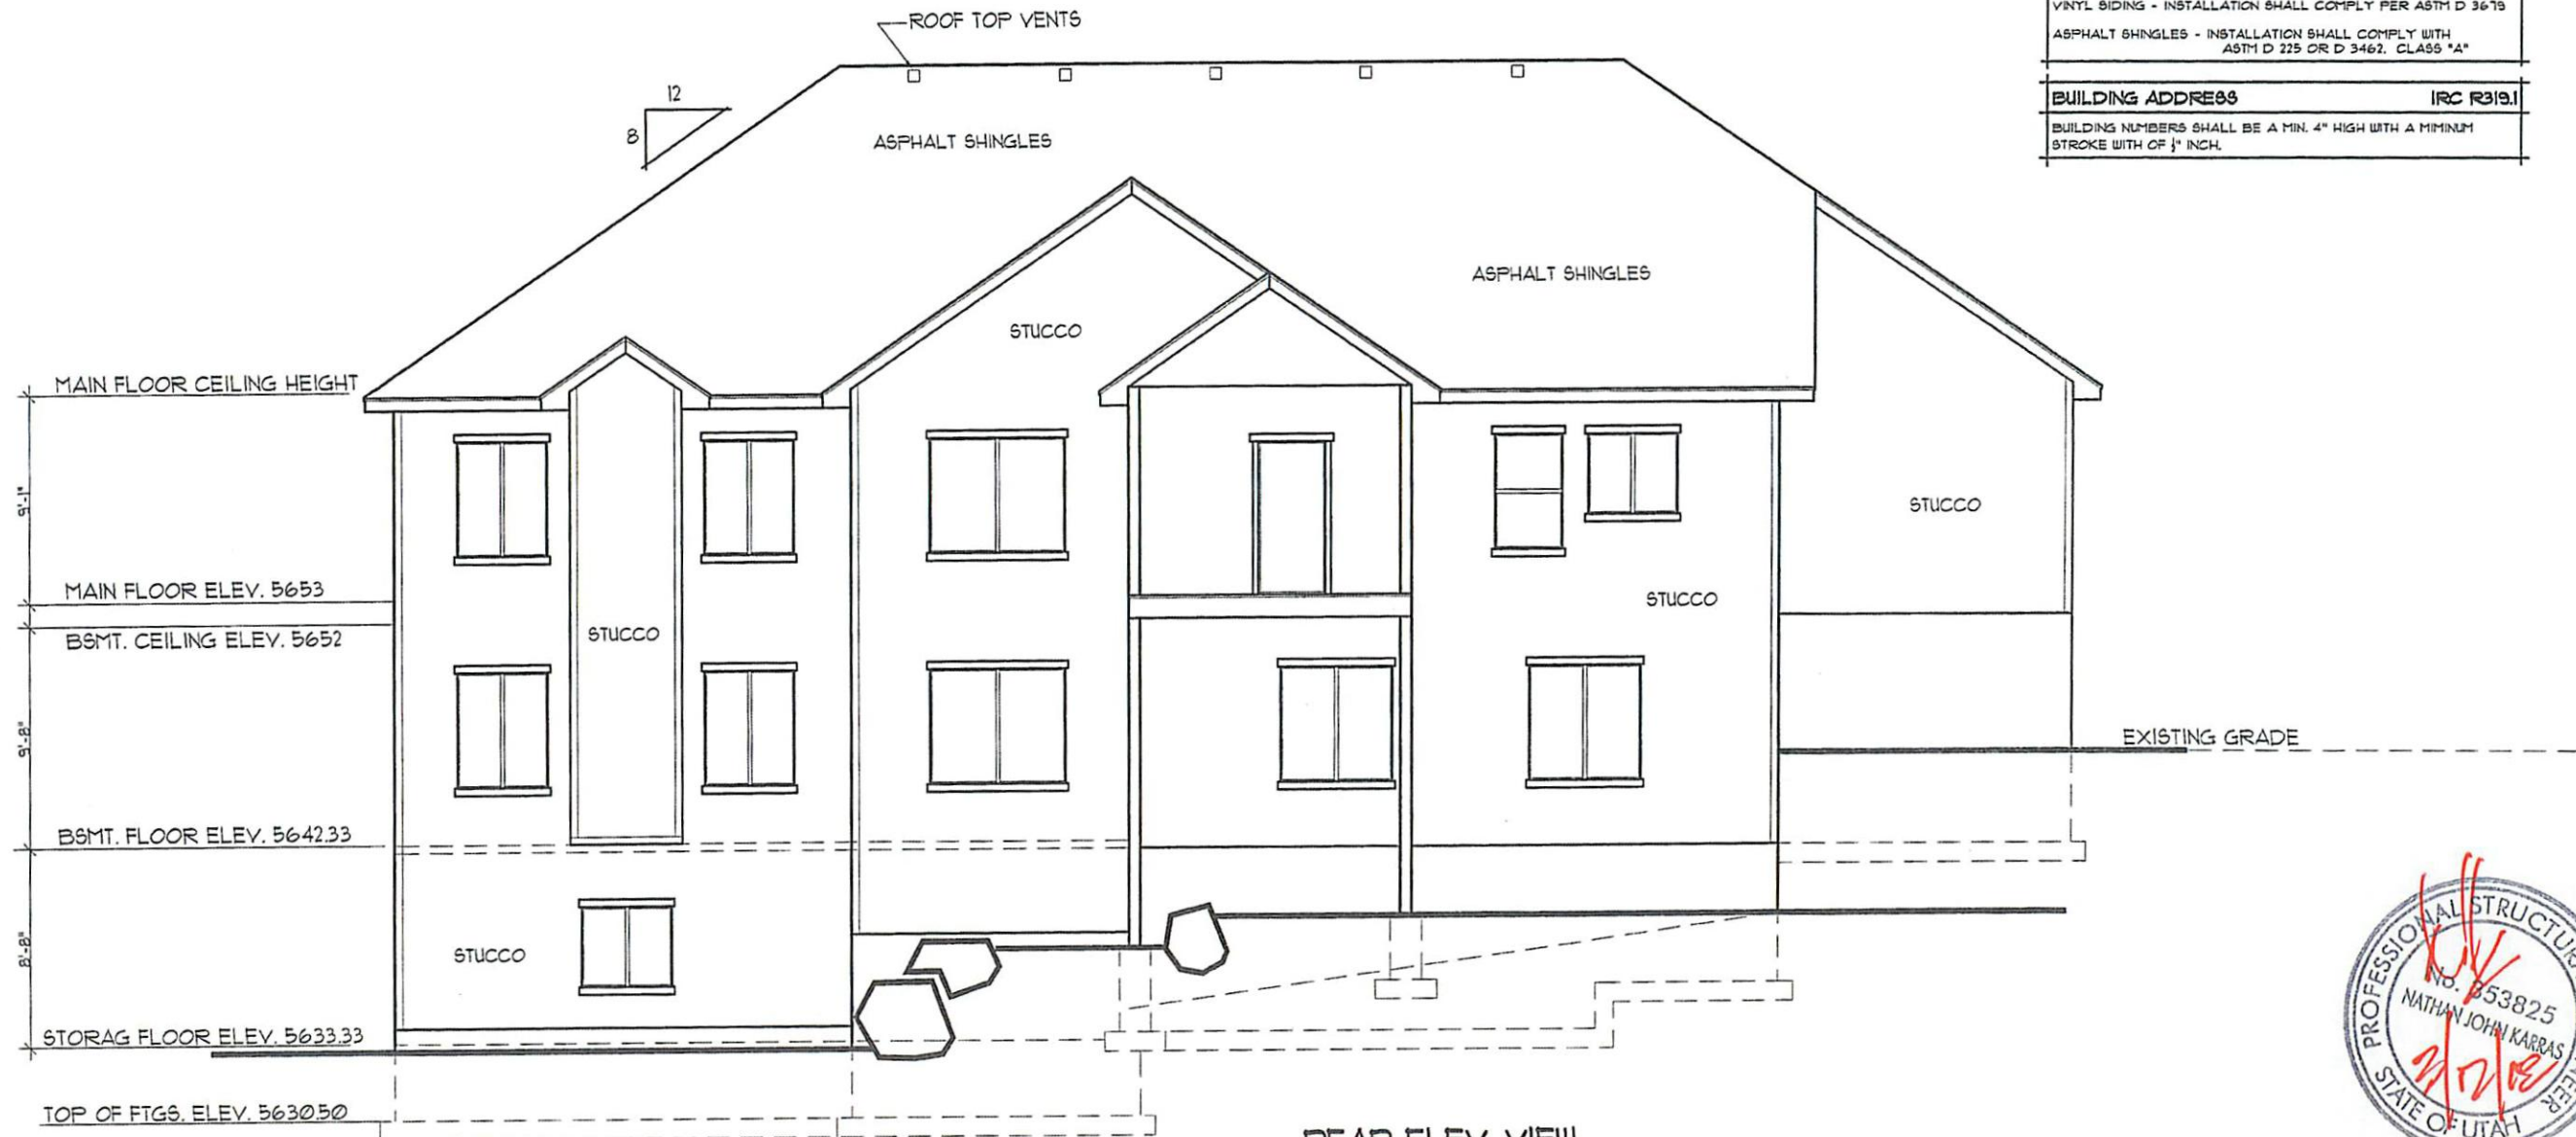 VINYL SIDING - INSTALLATION SHALL COMPLY PER ASTM D 3679
ASPHALT SHINGLES - INSTALLATION SHALL COMPLY WITH
ASTM D 225 OR D 3462. CLASS "A"
BUILDING ADDRESS IRC R319.1
BUILDING NUMBERS SHALL BE A MIN. 4" HIGH WITH A MIMINUM
STROKE WITH OF ½" INCH.
ROOF TOP VENTS
12
8
ASPHALT SHINGLES
ASPHALT SHINGLES
STUCCO
MAIN FLOOR CEILING HEIGHT
9'-1"
STUCCO
MAIN FLOOR ELEV. 5653
STUCCO
BSMT. CEILING ELEV. 5652
STUCCO
9'-8"
EXISTING GRADE
BSMT. FLOOR ELEV. 5642.33
8'-8"
STUCCO
STORAG FLOOR ELEV. 5633.33
TOP OF FTGS. ELEV. 5630.50
REAR ELEV. VIEW
PROFESSIONAL STRUCTURAL
No. 353825
NATHAN JOHN KARRAS
STATE OF UTAH